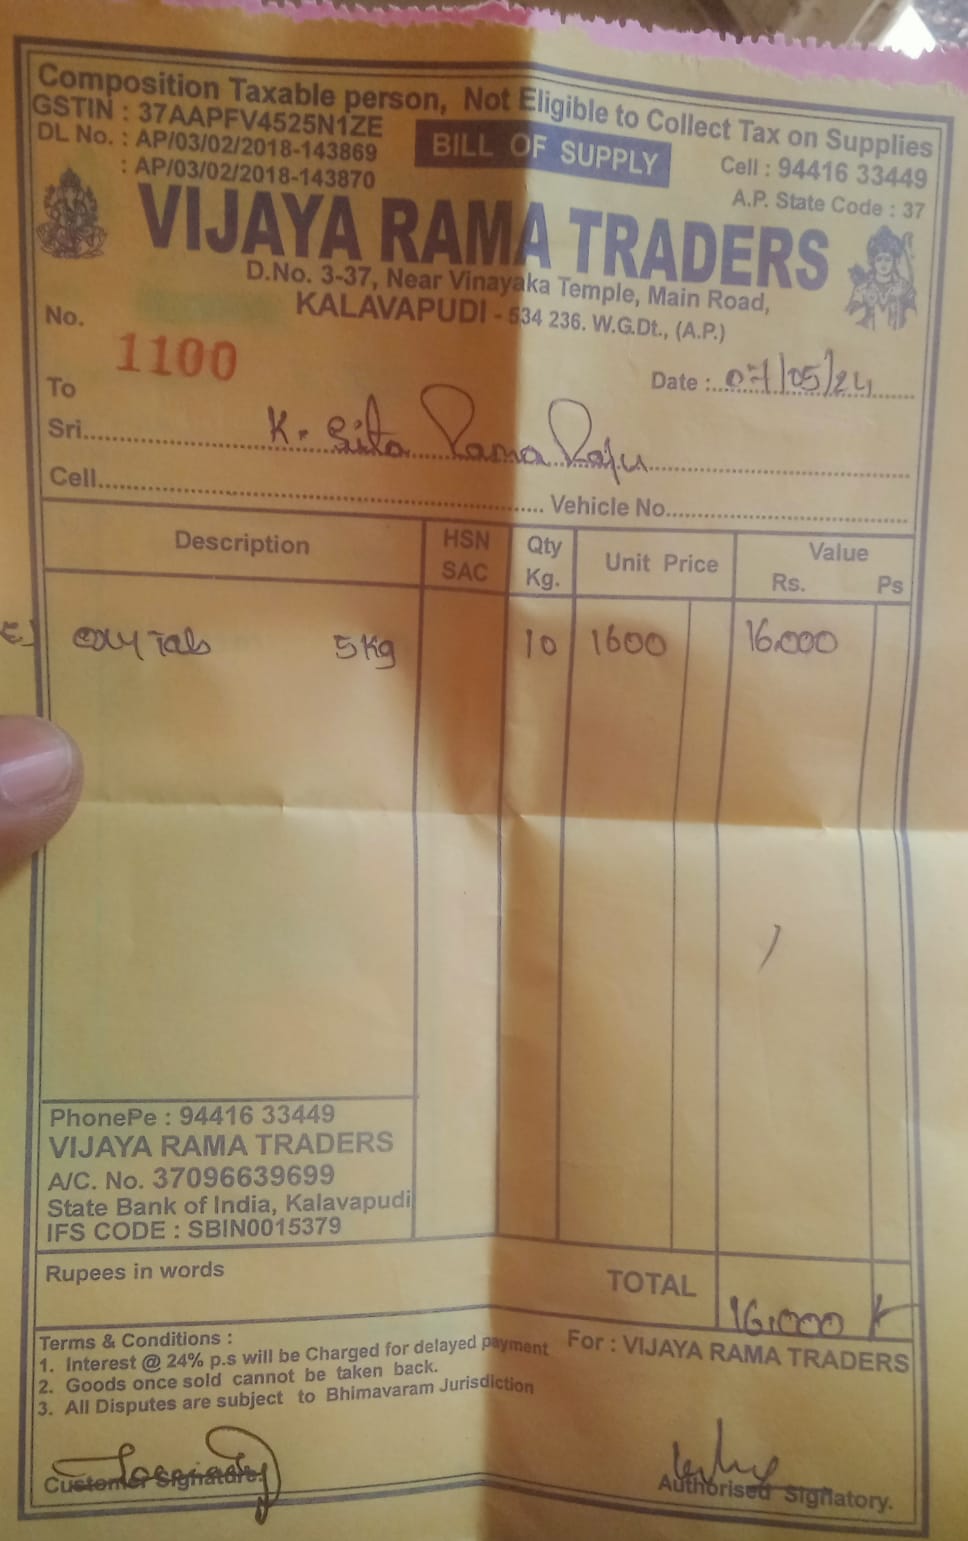 Composition Taxable person, Not Eligible to Collect Tax on Supplies
GSTIN : 37AAPFV4525N1ZE
DL No. : AP/03/02/2018-143869
: AP/03/02/2018-143870
BILL OF SUPPLY
Cell : 94416 33449
A.P. State Code : 37
VIJAYA RAMA TRADERS
D.No. 3-37, Near Vinayaka Temple, Main Road,
KALAVAPUDI - 534 236. W.G.Dt., (A.P.)
No. 1100
Date : 07/05/24
To
Sri K. Sita Rama Raju
Cell Vehicle No.
Description HSN SAC Qty Kg. Unit Price Value Rs. Ps
Tab 5 Kg 10 1600 16.000
PhonePe : 94416 33449
VIJAYA RAMA TRADERS
A/C. No. 37096639699
State Bank of India, Kalavapudi
IFS CODE : SBIN0015379
Rupees in words
TOTAL 16.000
Terms & Conditions :
1. Interest @ 24% p.s will be Charged for delayed payment
2. Goods once sold cannot be taken back.
3. All Disputes are subject to Bhimavaram Jurisdiction
For : VIJAYA RAMA TRADERS
Customer Signature.
Authorised Signatory.